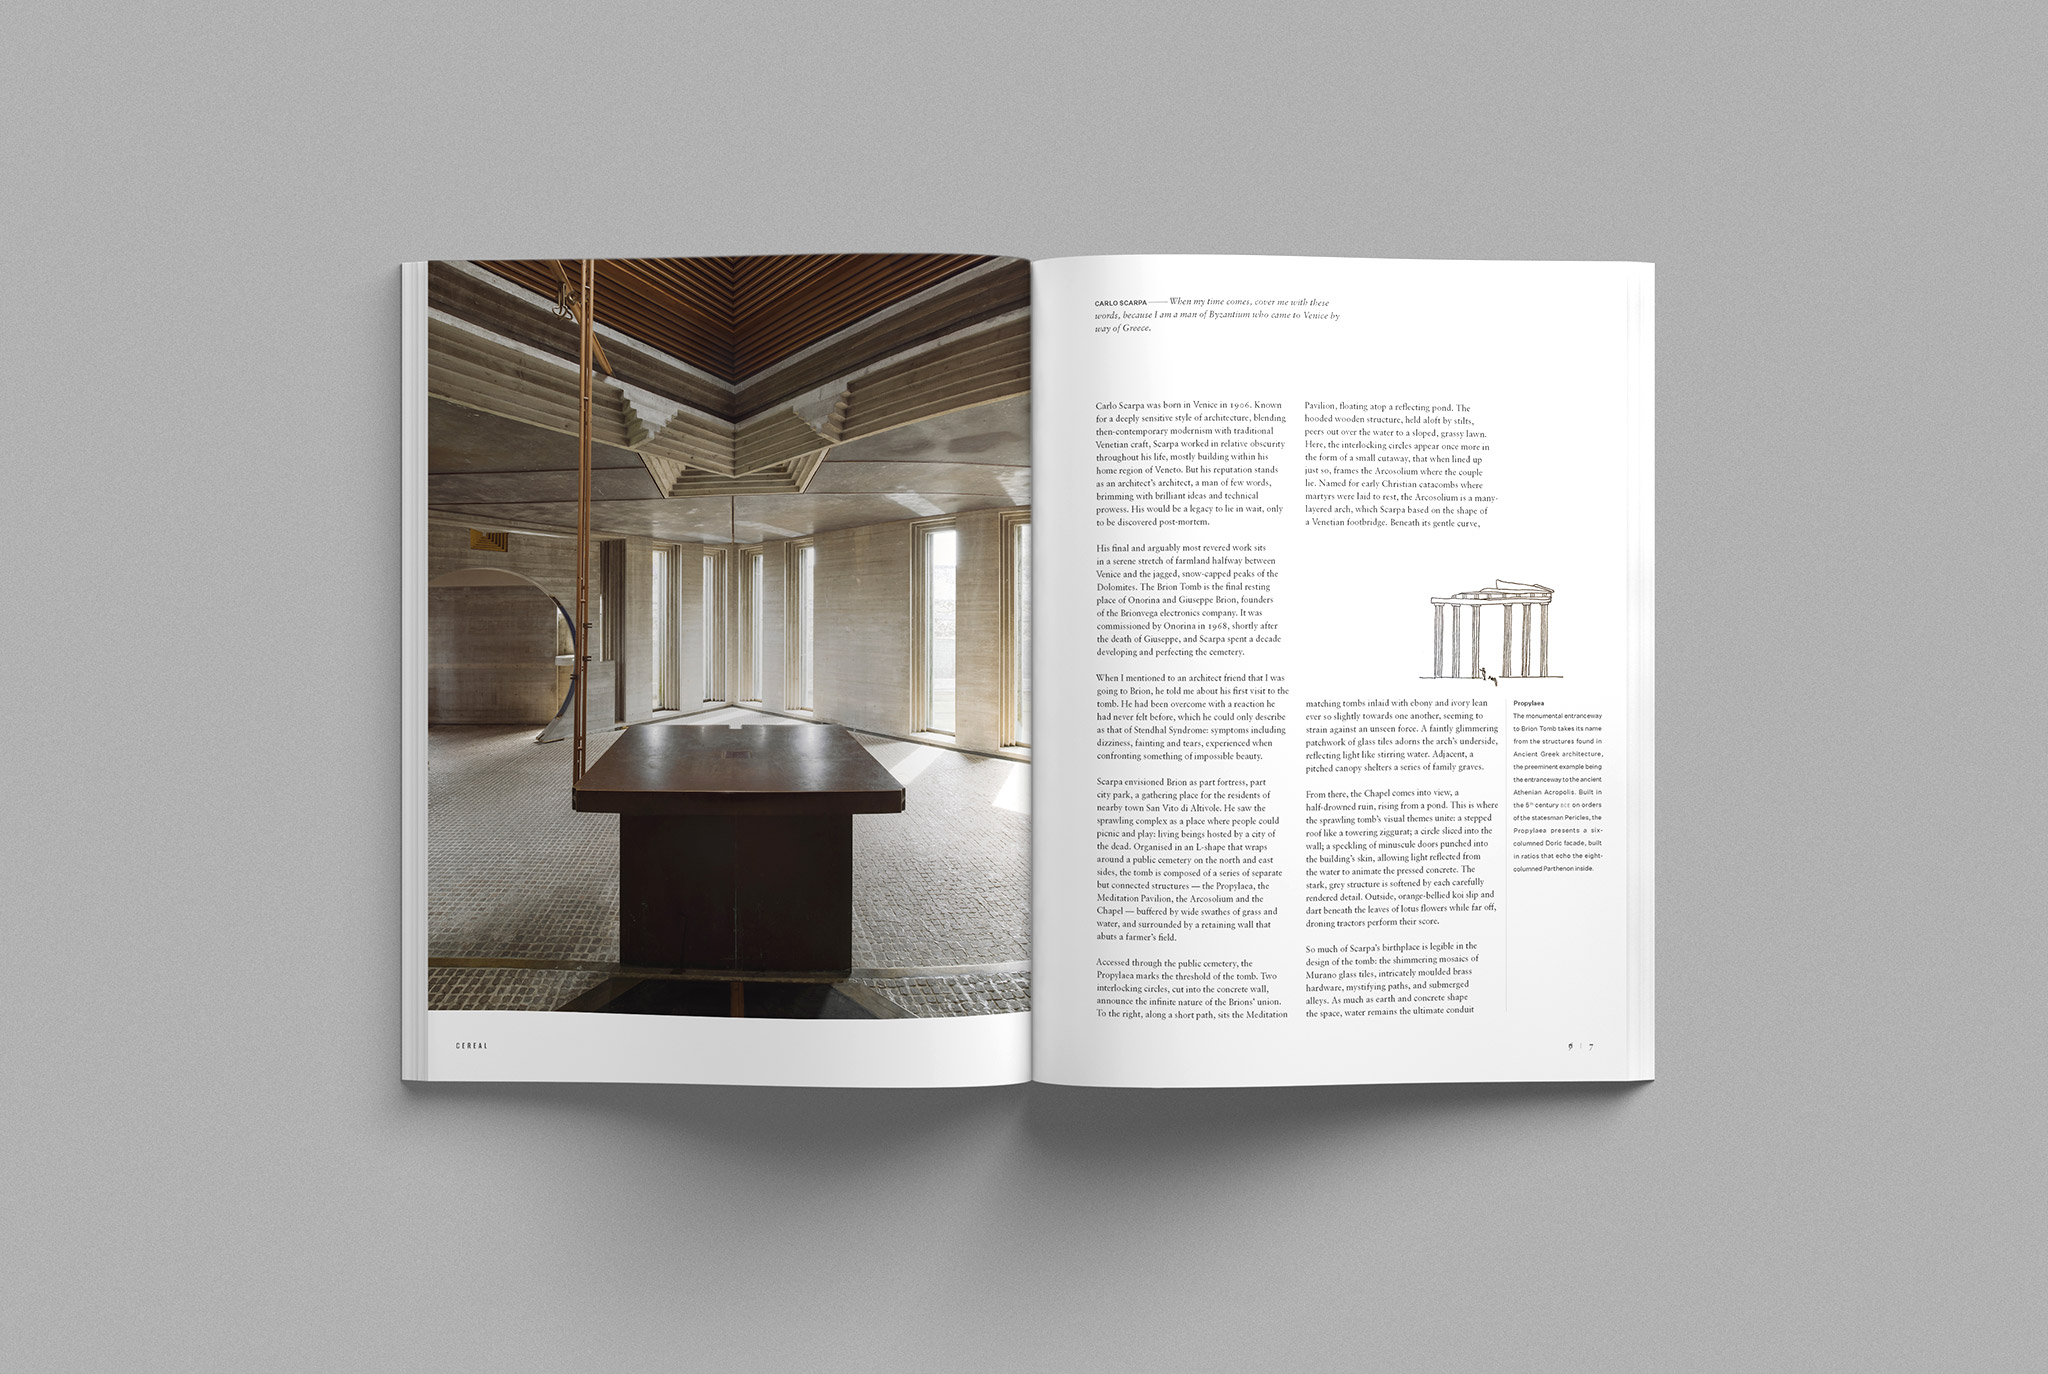 CARLO SCARPA —— When my time comes, cover me with these
words, because I am a man of Byzantium who came to Venice by
way of Greece.
Carlo Scarpa was born in Venice in 1906. Known
for a deeply sensitive style of architecture, blending
then-contemporary modernism with traditional
Venetian craft, Scarpa worked in relative obscurity
throughout his life, mostly building within his
home region of Veneto. But his reputation stands
as an architect's architect, a man of few words,
brimming with brilliant ideas and technical
prowess. His would be a legacy to lie in wait, only
to be discovered post-mortem.
His final and arguably most revered work sits
in a serene stretch of farmland halfway between
Venice and the jagged, snow-capped peaks of the
Dolomites. The Brion Tomb is the final resting
place of Onorina and Giuseppe Brion, founders
of the Brionvega electronics company. It was
commissioned by Onorina in 1968, shortly after
the death of Giuseppe, and Scarpa spent a decade
developing and perfecting the cemetery.
When I mentioned to an architect friend that I was
going to Brion, he told me about his first visit to the
tomb. He had been overcome with a reaction he
had never felt before, which he could only describe
as that of Stendhal Syndrome: symptoms including
dizziness, fainting and tears, experienced when
confronting something of impossible beauty.
Scarpa envisioned Brion as part fortress, part
city park, a gathering place for the residents of
nearby town San Vito di Altivole. He saw the
sprawling complex as a place where people could
picnic and play: living beings hosted by a city of
the dead. Organised in an L-shape that wraps
around a public cemetery on the north and east
sides, the tomb is composed of a series of separate
but connected structures — the Propylaea, the
Meditation Pavilion, the Arcosolium and the
Chapel — buffered by wide swathes of grass and
water, and surrounded by a retaining wall that
abuts a farmer's field.
Accessed through the public cemetery, the
Propylaea marks the threshold of the tomb. Two
interlocking circles, cut into the concrete wall,
announce the infinite nature of the Brions' union.
To the right, along a short path, sits the Meditation
Pavilion, floating atop a reflecting pond. The
hooded wooden structure, held aloft by stilts,
peers out over the water to a sloped, grassy lawn.
Here, the interlocking circles appear once more in
the form of a small cutaway, that when lined up
just so, frames the Arcosolium where the couple
lie. Named for early Christian catacombs where
martyrs were laid to rest, the Arcosolium is a many-
layered arch, which Scarpa based on the shape of
a Venetian footbridge. Beneath its gentle curve,
matching tombs inlaid with ebony and ivory lean
ever so slightly towards one another, seeming to
strain against an unseen force. A faintly glimmering
patchwork of glass tiles adorns the arch's underside,
reflecting light like stirring water. Adjacent, a
pitched canopy shelters a series of family graves.
From there, the Chapel comes into view, a
half-drowned ruin, rising from a pond. This is where
the sprawling tomb's visual themes unite: a stepped
roof like a towering ziggurat; a circle sliced into the
wall; a speckling of minuscule doors punched into
the building's skin, allowing light reflected from
the water to animate the pressed concrete. The
stark, grey structure is softened by each carefully
rendered detail. Outside, orange-bellied koi slip and
dart beneath the leaves of lotus flowers while far off,
droning tractors perform their score.
So much of Scarpa's birthplace is legible in the
design of the tomb: the shimmering mosaics of
Murano glass tiles, intricately moulded brass
hardware, mystifying paths, and submerged
alleys. As much as earth and concrete shape
the space, water remains the ultimate conduit
Propylaea
The monumental entranceway
to Brion Tomb takes its name
from the structures found in
Ancient Greek architecture,
the preeminent example being
the entranceway to the ancient
Athenian Acropolis. Built in
the 5th century BCE on orders
of the statesman Pericles, the
Propylaea presents a six-
columned Doric facade, built
in ratios that echo the eight-
columned Parthenon inside.
CEREAL
| 7